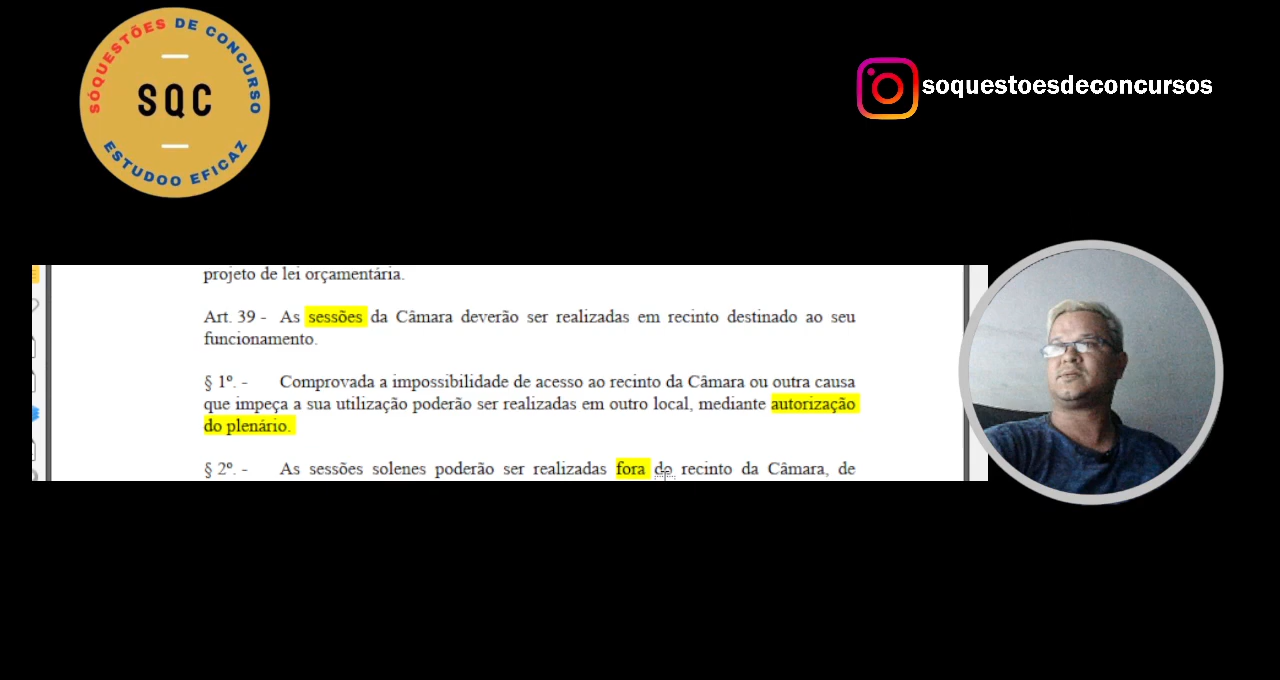 SÓQUESTÕES DE CONCURSO
SQC
ESTUDOO EFICAZ
soquestoesdeconcursos
projeto de lei orçamentária.
Art. 39 - As sessões da Câmara deverão ser realizadas em recinto destinado ao seu
funcionamento.
§ 1º. - Comprovada a impossibilidade de acesso ao recinto da Câmara ou outra causa
que impeça a sua utilização poderão ser realizadas em outro local, mediante autorização
do plenário.
§ 2º. - As sessões solenes poderão ser realizadas fora do recinto da Câmara, de